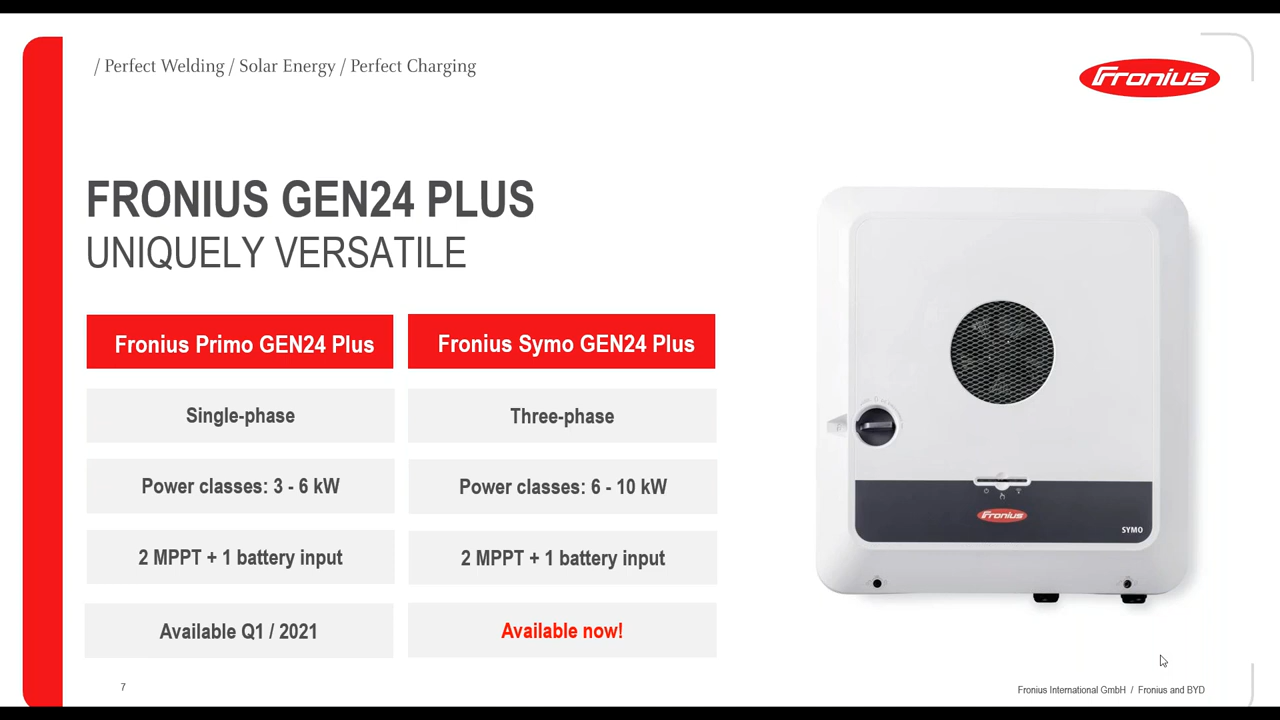 / Perfect Welding / Solar Energy / Perfect Charging
Fronius
FRONIUS GEN24 PLUS
UNIQUELY VERSATILE
Fronius Primo GEN24 Plus
Fronius Symo GEN24 Plus
Single-phase
Three-phase
Power classes: 3 - 6 kW
Power classes: 6 - 10 kW
2 MPPT + 1 battery input
2 MPPT + 1 battery input
Available Q1 / 2021
Available now!
Fronius
SYMO
7
Fronius International GmbH / Fronius and BYD